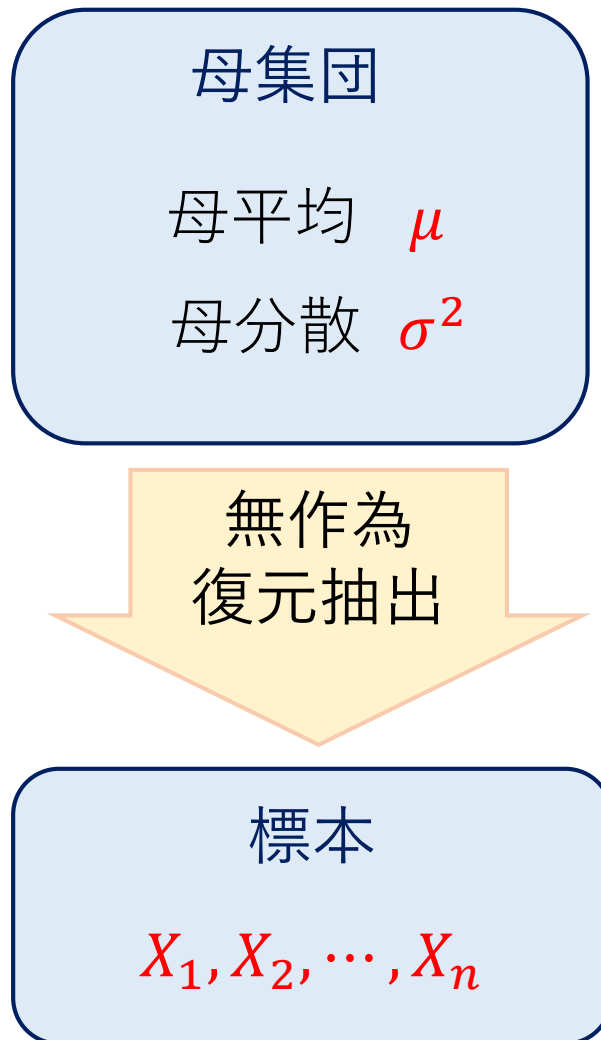 母集団
母平均 μ
母分散 σ²
無作為
復元抽出
標本
X₁, X₂, ⋯, Xₙ